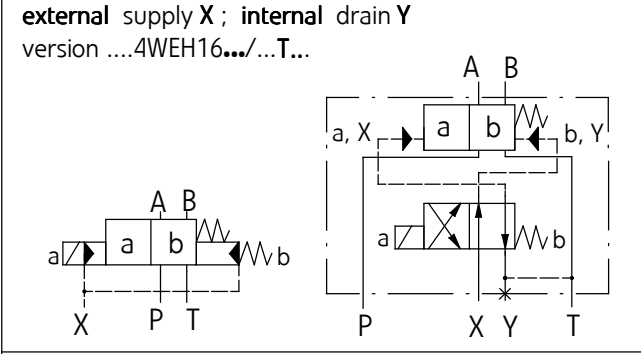 external supply X ; internal drain Y
version ....4WEH16•••/...T...
A B
a, X a b b, Y
A B
a b
a b
a b
X P T
P X Y T